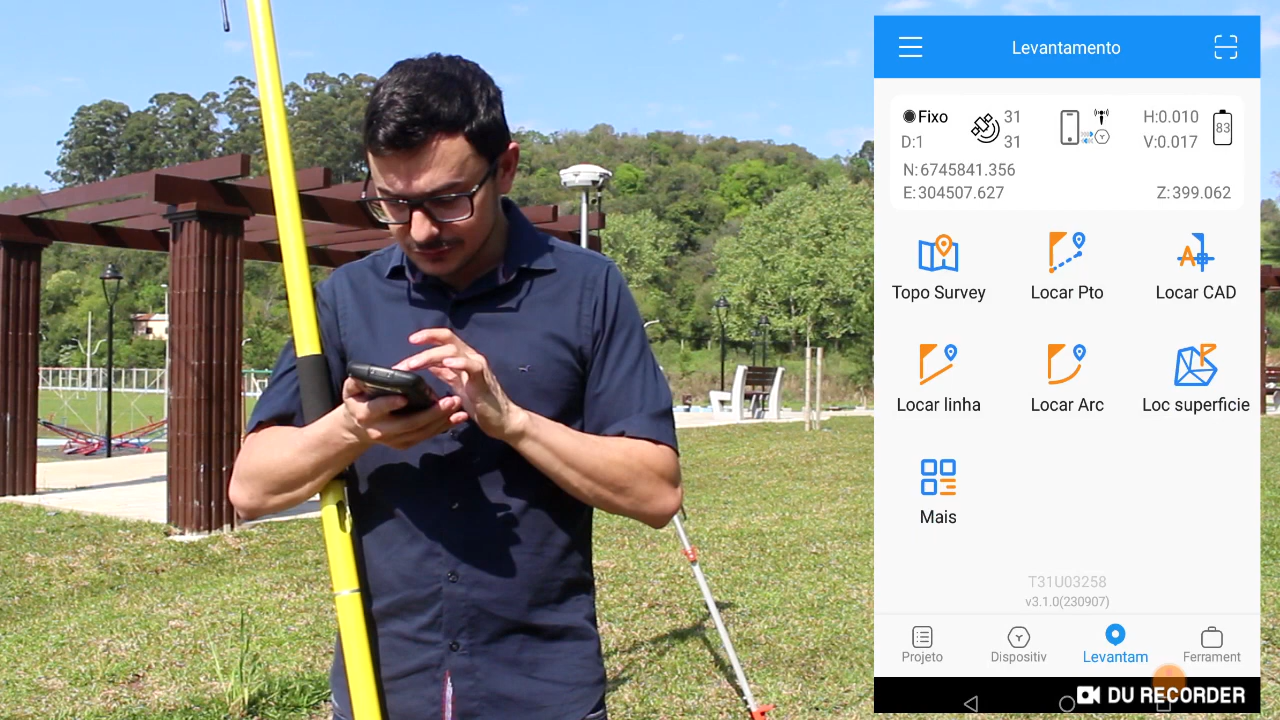 Levantamento
Fixo 31 H:0.010 83
D:1 31 V:0.017
N:6745841.356
E:304507.627 Z:399.062
Topo Survey Locar Pto Locar CAD
Locar linha Locar Arc Loc superficie
Mais
T31U03258
v3.1.0(230907)
Projeto Dispositiv Levantam Ferrament
DU RECORDER